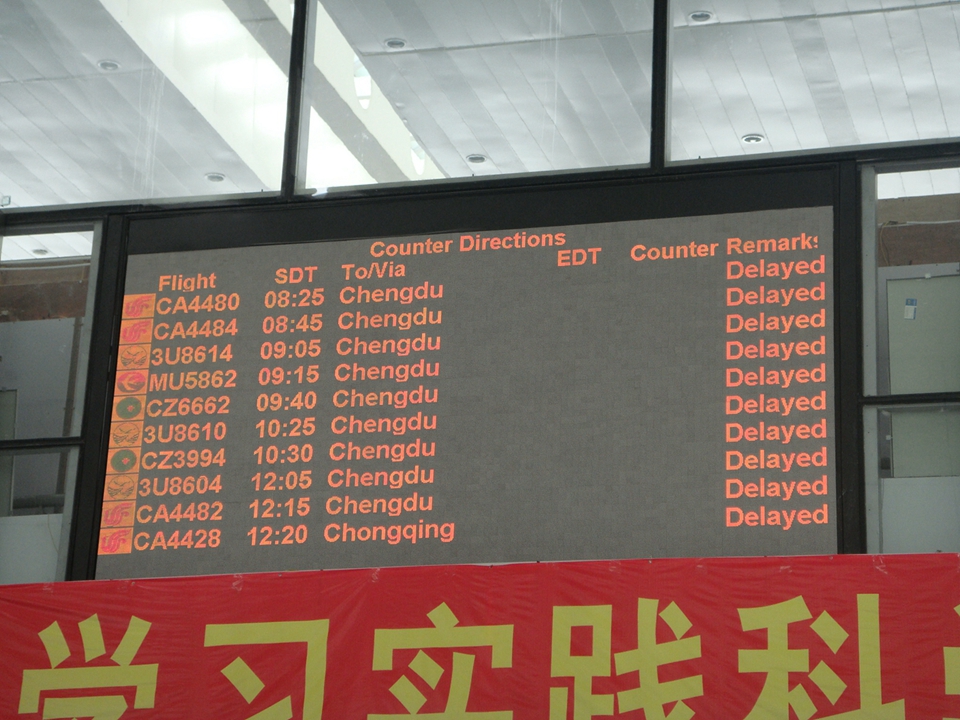 Counter Directions
Flight SDT To/Via EDT Counter Remarks
CA4480 08:25 Chengdu Delayed
CA4484 08:45 Chengdu Delayed
3U8614 09:05 Chengdu Delayed
MU5862 09:15 Chengdu Delayed
CZ6662 09:40 Chengdu Delayed
3U8610 10:25 Chengdu Delayed
CZ3994 10:30 Chengdu Delayed
3U8604 12:05 Chengdu Delayed
CA4482 12:15 Chengdu Delayed
CA4428 12:20 Chongqing Delayed
学习实践科